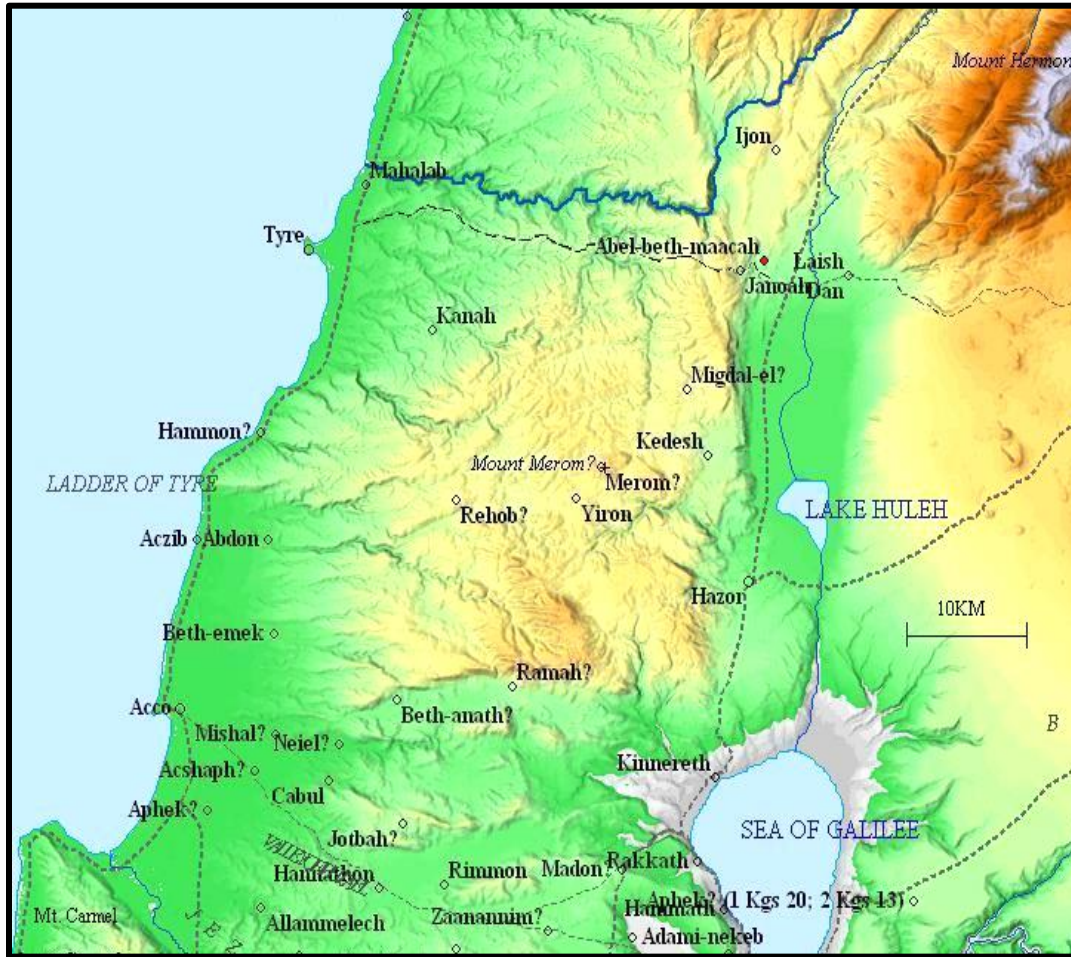 Mount Hermon
Ijon
Mahalab
Tyre
Abel-beth-maacah
Laish
Janoah
Dan
Kanah
Migdal-el?
Hammon?
Kedesh
Mount Merom?
Merom?
LADDER OF TYRE
Rehob?
Yiron
LAKE HULEH
Aczib
Abdon
Hazor
10KM
Beth-emek
Ramah?
Acco
Beth-anath?
Mishal?
Neiel?
B
Acshaph?
Kinnereth
Cabul
Aphek?
Jotbah?
SEA OF GALILEE
Hannathon
Rimmon
Madon?
Rakkath
Aphek? (1 Kgs 20; 2 Kgs 13)
Mt. Carmel
Allammelech
Zaanannim?
Hammath
J E Z
Adami-nekeb